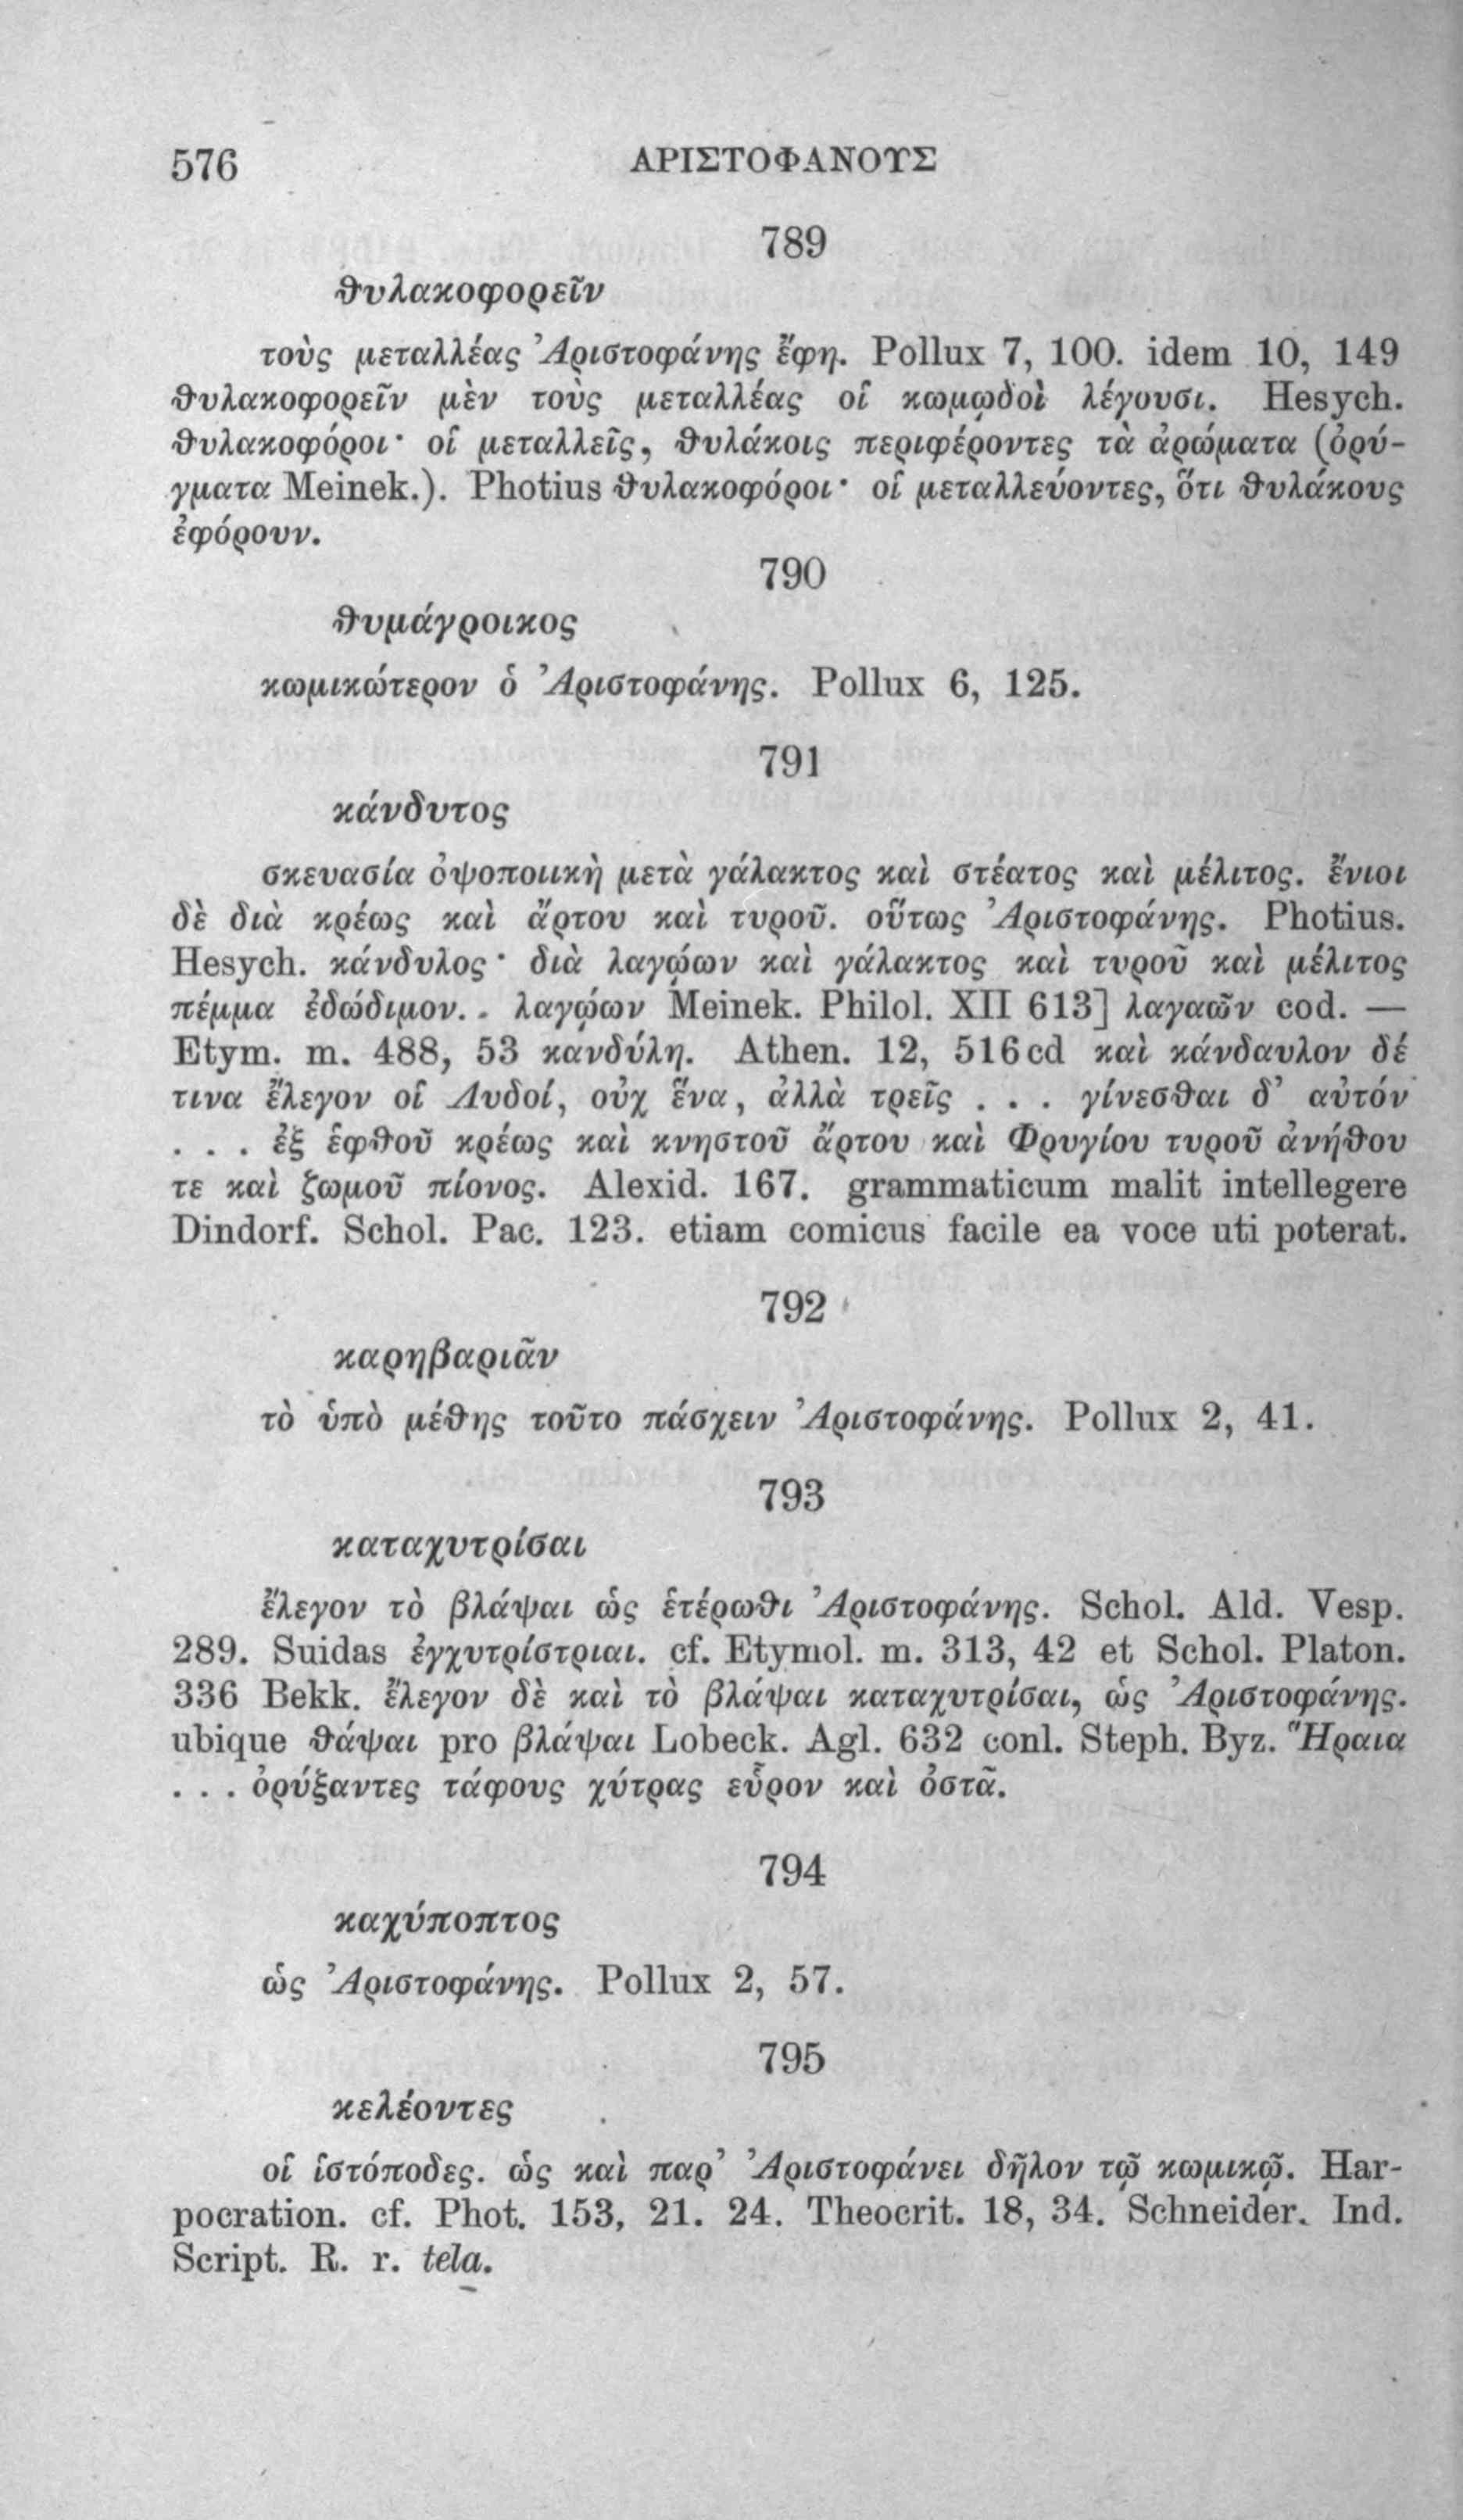 576
ΑΡΙΣΤΟΦΑΝΟΥΣ
789
θυλακοφορεῖν
τοὺς μεταλλέας Ἀριστοφάνης ἔφη. Pollux 7, 100. idem 10, 149
θυλακοφορεῖν μὲν τοὺς μεταλλέας οἱ κωμῳδοὶ λέγουσι. Hesych.
θυλακοφόροι· οἱ μεταλλεῖς, θυλάκοις περιφέροντες τὰ ἀρώματα (ὀρύ-
γματα Meinek.). Photius θυλακοφόροι· οἱ μεταλλεύοντες, ὅτι θυλάκους
ἐφόρουν.
790
θυμάγροικος
κωμικώτερον ὁ Ἀριστοφάνης. Pollux 6, 125.
791
κάνδυτος
σκευασία ὀψοποιικὴ μετὰ γάλακτος καὶ στέατος καὶ μέλιτος. ἔνιοι
δὲ διὰ κρέως καὶ ἄρτου καὶ τυροῦ. οὕτως Ἀριστοφάνης. Photius.
Hesych. κάνδυλος· διὰ λαγῴων καὶ γάλακτος καὶ τυροῦ καὶ μέλιτος
πέμμα ἐδώδιμον.. λαγῴων Meinek. Philol. XII 613] λαγαῶν cod. —
Etym. m. 488, 53 κανδύλη. Athen. 12, 516cd καὶ κάνδαυλον δέ
τινα ἔλεγον οἱ Λυδοί, οὐχ ἕνα, ἀλλὰ τρεῖς . . . γίνεσθαι δ’ αὐτόν
. . . ἐξ ἑφθοῦ κρέως καὶ κνηστοῦ ἄρτου καὶ Φρυγίου τυροῦ ἀνήθου
τε καὶ ζωμοῦ πίονος. Alexid. 167. grammaticum malit intellegere
Dindorf. Schol. Pac. 123. etiam comicus facile ea voce uti poterat.
792
καρηβαριᾶν
τὸ ὑπὸ μέθης τοῦτο πάσχειν Ἀριστοφάνης. Pollux 2, 41.
793
καταχυτρίσαι
ἔλεγον τὸ βλάψαι ὡς ἑτέρωθι Ἀριστοφάνης. Schol. Ald. Vesp.
289. Suidas ἐγχυτρίστριαι. cf. Etymol. m. 313, 42 et Schol. Platon.
336 Bekk. ἔλεγον δὲ καὶ τὸ βλάψαι καταχυτρίσαι, ὡς Ἀριστοφάνης.
ubique θάψαι pro βλάψαι Lobeck. Agl. 632 conl. Steph. Byz. Ἥραια
. . . ὀρύξαντες τάφους χύτρας εὗρον καὶ ὀστᾶ.
794
καχύποπτος
ὡς Ἀριστοφάνης. Pollux 2, 57.
795
κελέοντες
οἱ ἱστόποδες. ὡς καὶ παρ’ Ἀριστοφάνει δῆλον τῷ κωμικῷ. Har-
pocration. cf. Phot. 153, 21. 24. Theocrit. 18, 34. Schneider. Ind.
Script. R. r. tela.